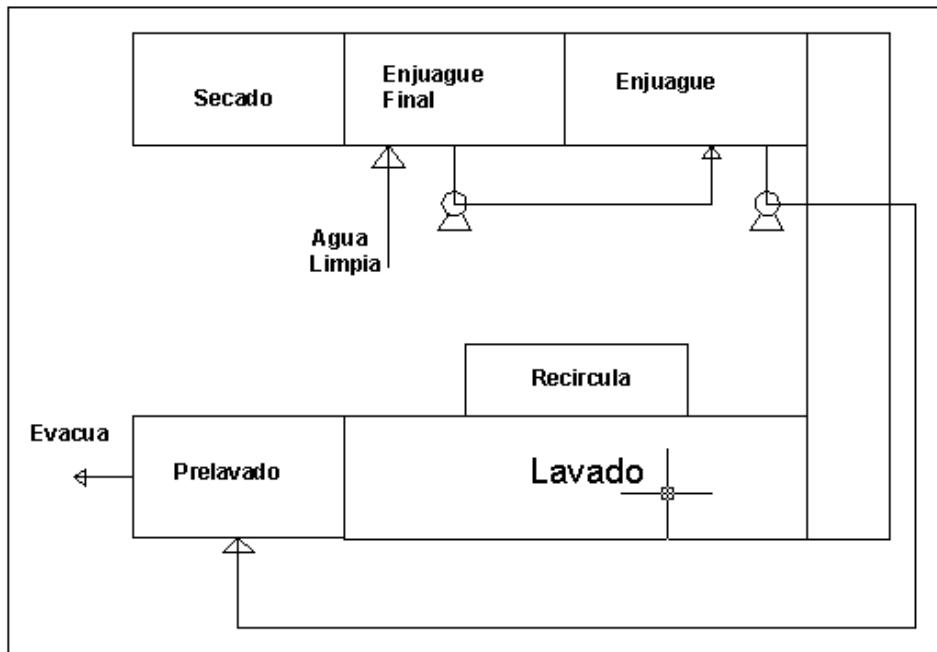 Secado
Enjuague
Final
Enjuague
Agua
Limpia
Recircula
Evacua
Prelavado
Lavado